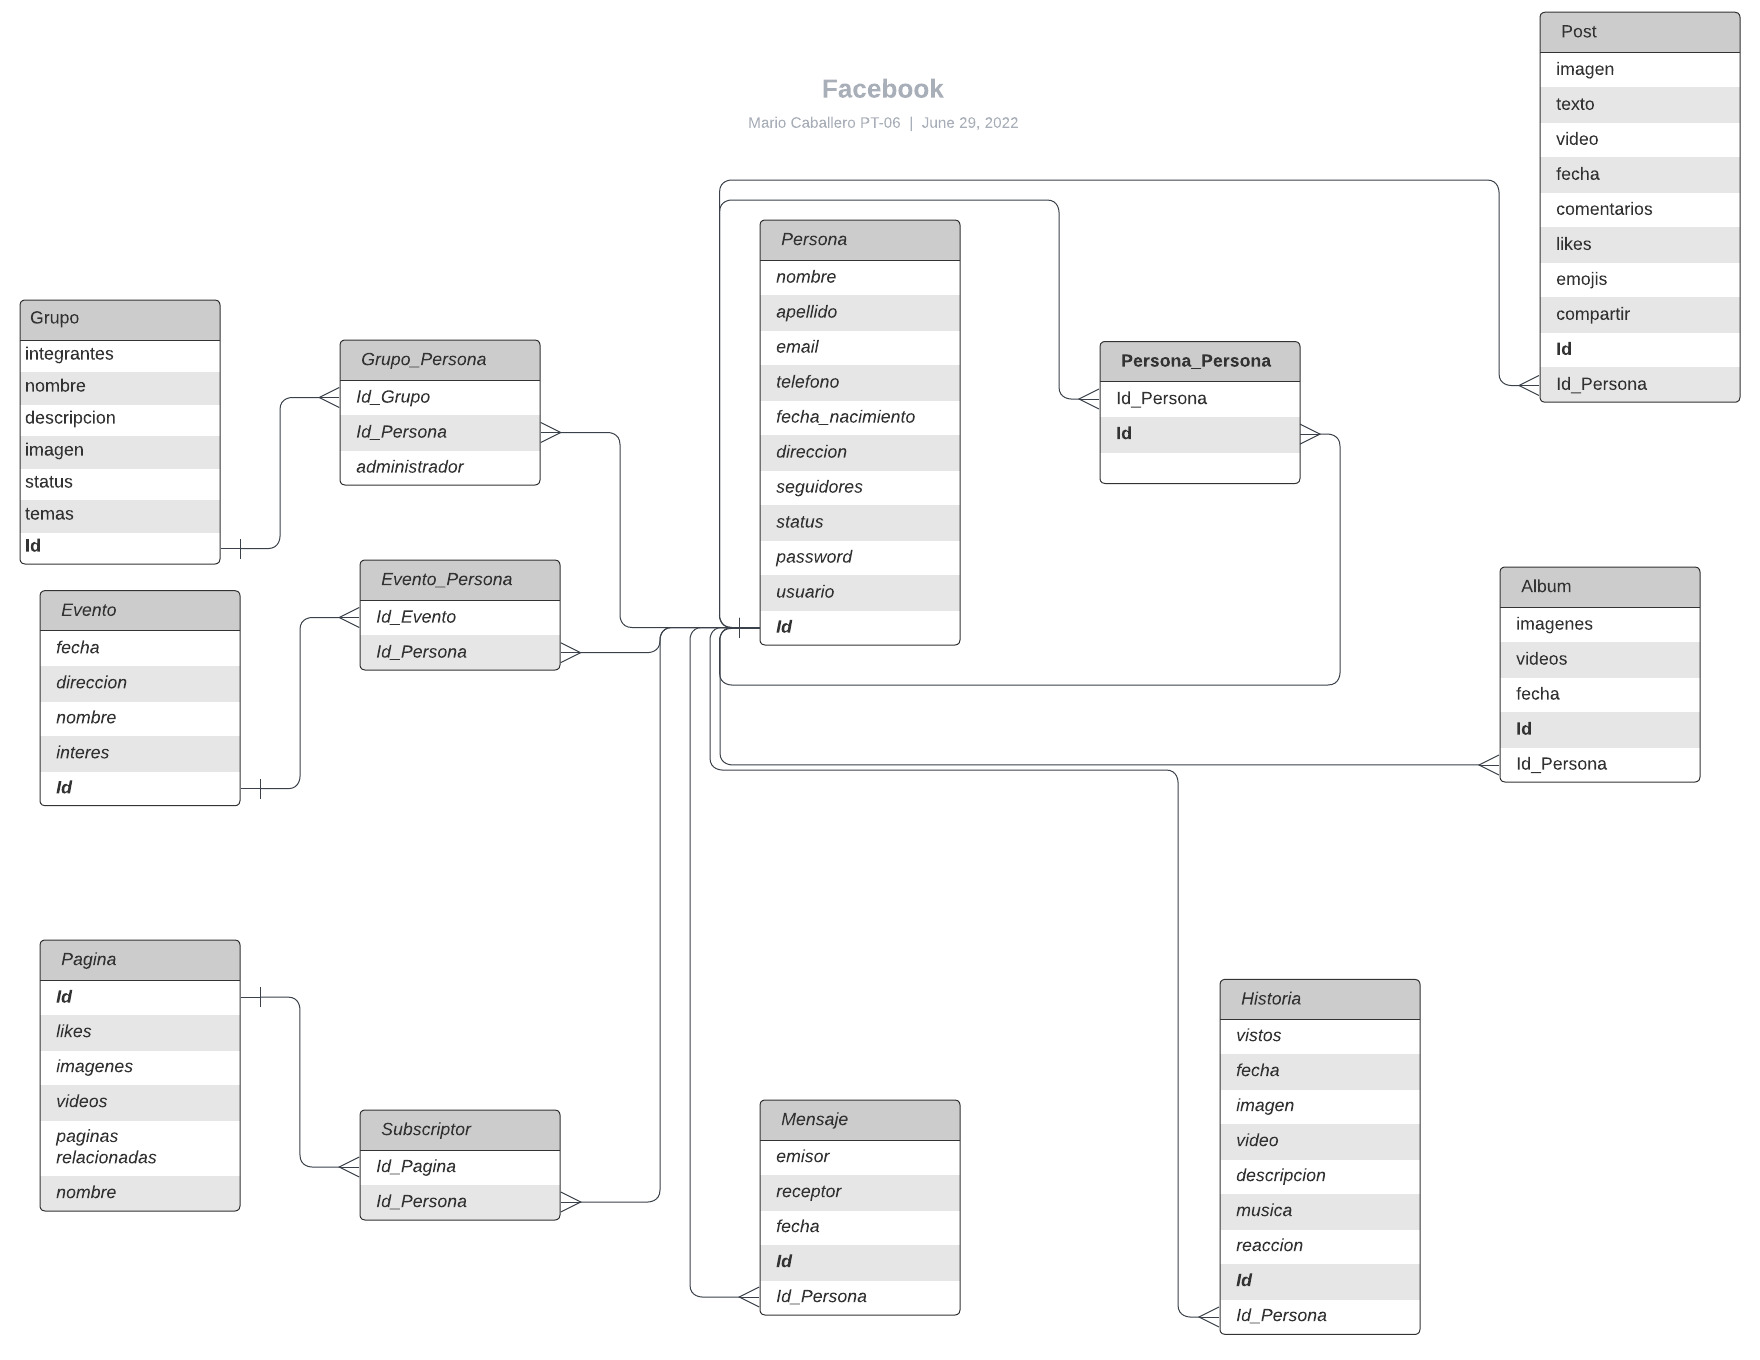 Facebook
Mario Caballero PT-06 | June 29, 2022
Post
imagen
texto
video
fecha
comentarios
likes
emojis
compartir
Id
Id_Persona
Persona
nombre
apellido
email
telefono
fecha_nacimiento
direccion
seguidores
status
password
usuario
Id
Grupo
integrantes
nombre
descripcion
imagen
status
temas
Id
Grupo_Persona
Id_Grupo
Id_Persona
administrador
Persona_Persona
Id_Persona
Id
Evento_Persona
Id_Evento
Id_Persona
Evento
fecha
direccion
nombre
interes
Id
Album
imagenes
videos
fecha
Id
Id_Persona
Pagina
Id
likes
imagenes
videos
paginas
relacionadas
nombre
Subscriptor
Id_Pagina
Id_Persona
Mensaje
emisor
receptor
fecha
Id
Id_Persona
Historia
vistos
fecha
imagen
video
descripcion
musica
reaccion
Id
Id_Persona